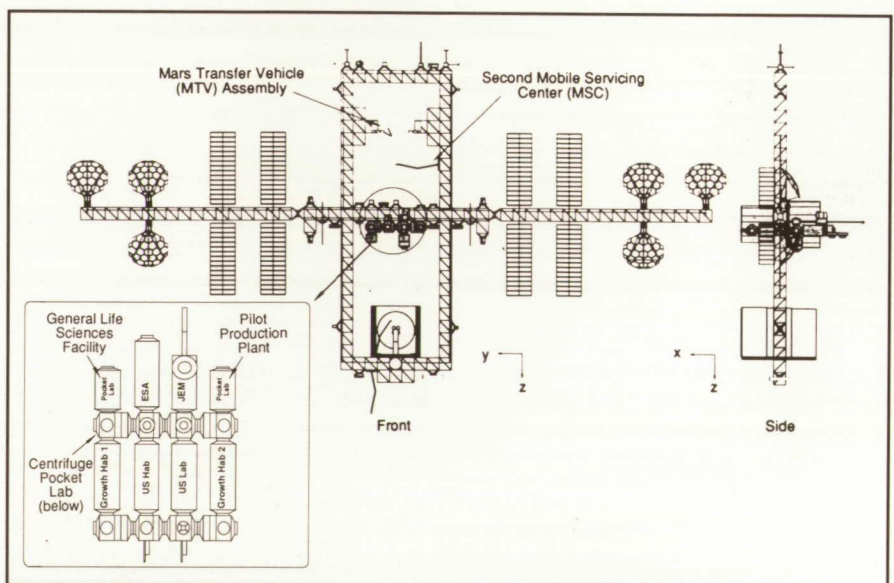 Mars Transfer Vehicle
(MTV) Assembly
Second Mobile Servicing
Center (MSC)
y
z
x
z
Front
Side
General Life
Sciences
Facility
Pilot
Production
Plant
Pocket
Lab
ESA
JEM
Pocket
Lab
Centrifuge
Pocket
Lab
(below)
Growth Hab 1
US Hab
US Lab
Growth Hab 2